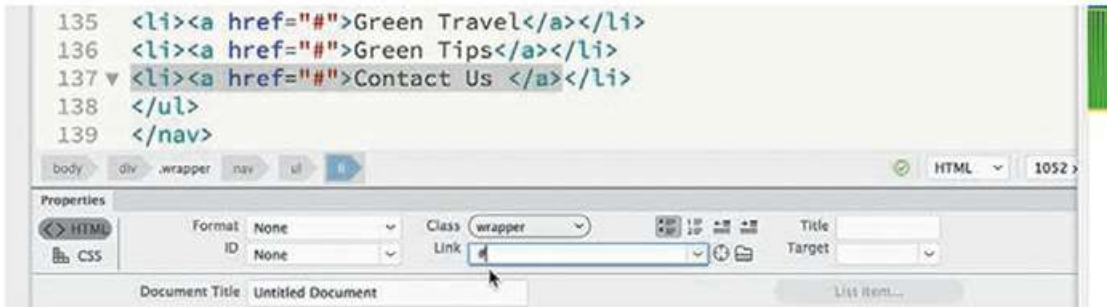 135 <li><a href="#">Green Travel</a></li>
136 <li><a href="#">Green Tips</a></li>
137 <li><a href="#">Contact Us </a></li>
138 </ul>
139 </nav>
body div .wrapper nav ul li HTML 1052 x
Properties
<> HTML Format None Class wrapper Title
CSS ID None Link # Target
Document Title Untitled Document List Item...